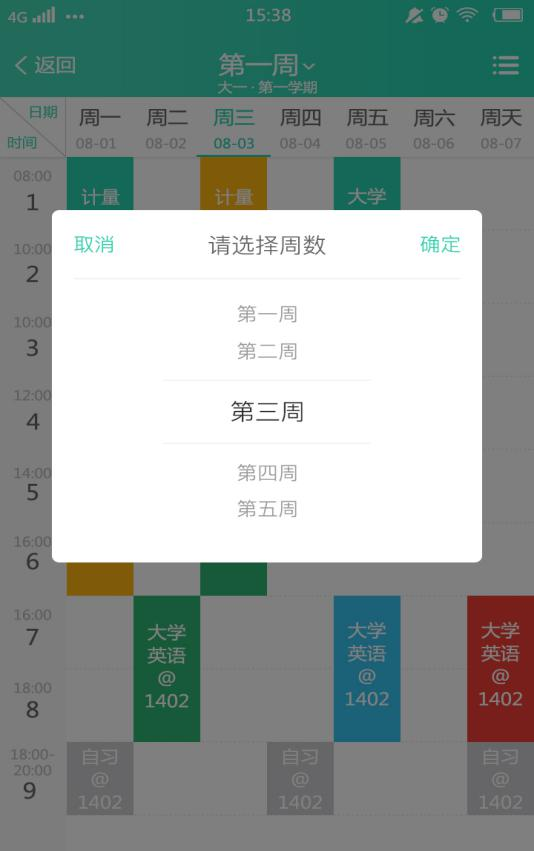 4G 15:38
返回
第一周
大一·第一学期
日期
时间
周一 周二 周三 周四 周五 周六 周天
08-01 08-02 08-03 08-04 08-05 08-06 08-07
08:00
1
计量 计量 大学
10:00
2
10:00
3
12:00
4
14:00
5
16:00
6
取消 请选择周数 确定
第一周
第二周
第三周
第四周
第五周
16:00
7
18:00
8
大学 大学 大学
英语 英语 英语
@ @ @
1402 1402 1402
18:00-
20:00
9
自习 自习 自习
@ @ @
1402 1402 1402